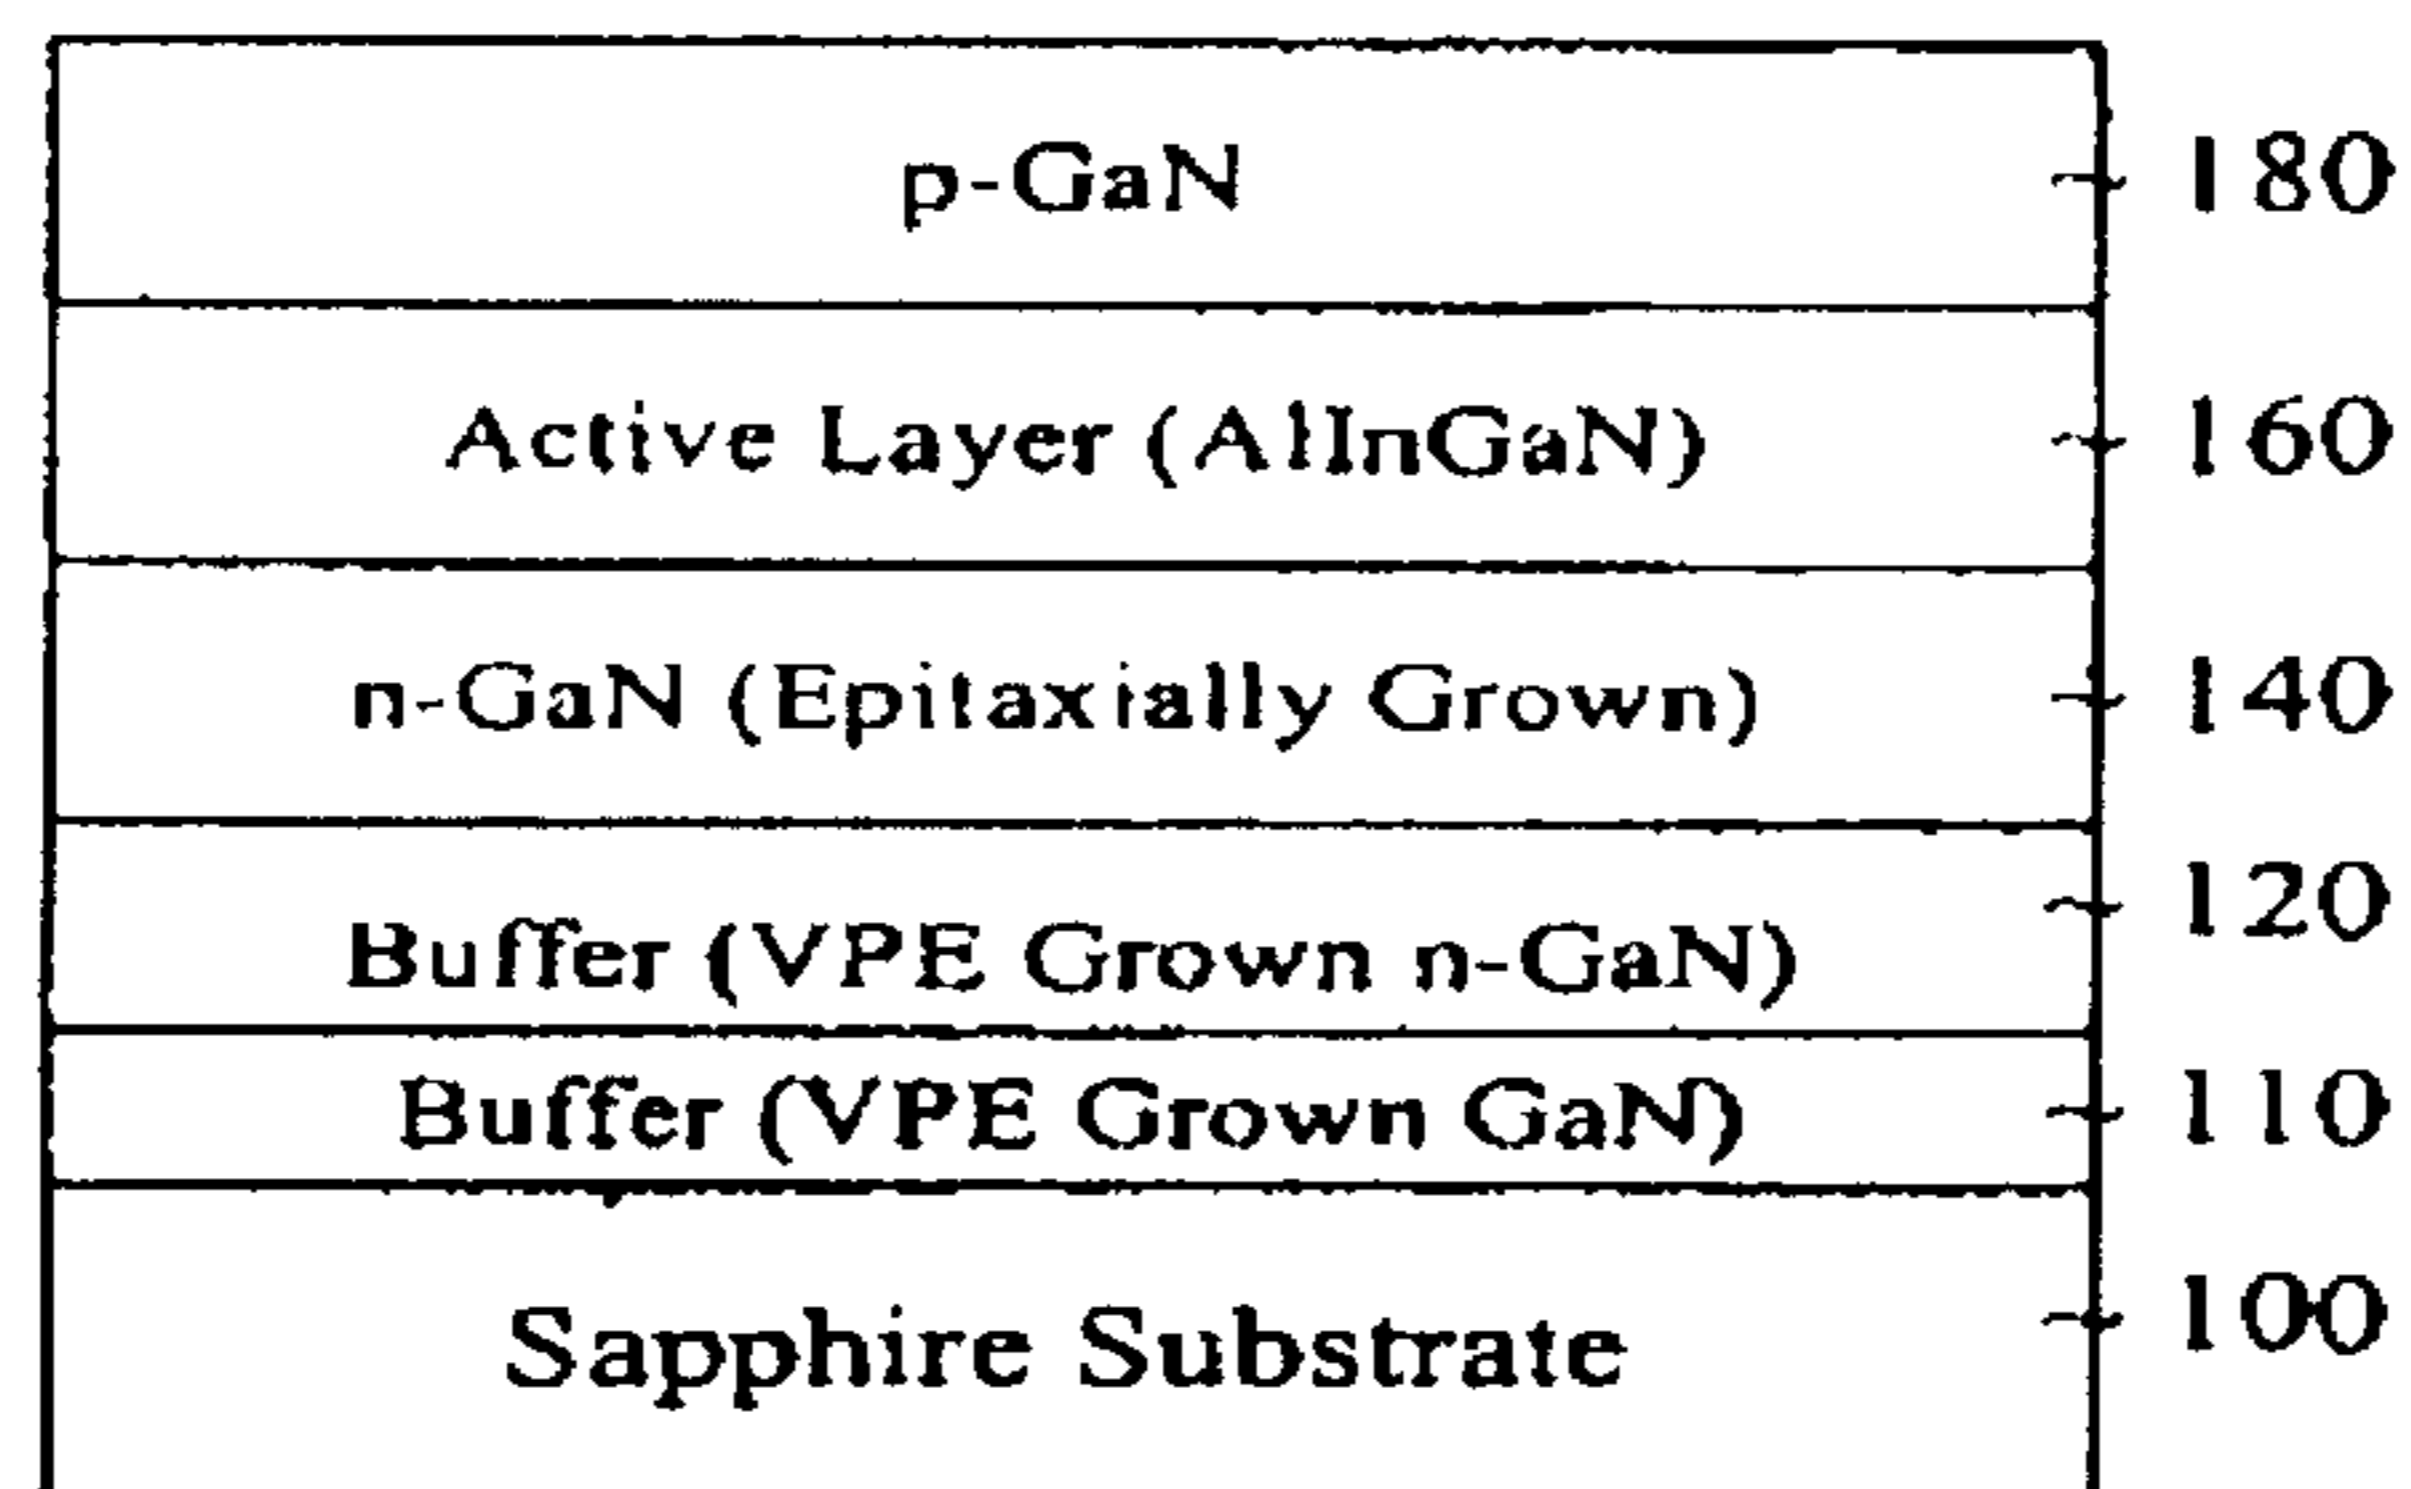 p-GaN 180
Active Layer (AlInGaN) 160
n-GaN (Epitaxially Grown) 140
Buffer (VPE Grown n-GaN) 120
Buffer (VPE Grown GaN) 110
Sapphire Substrate 100